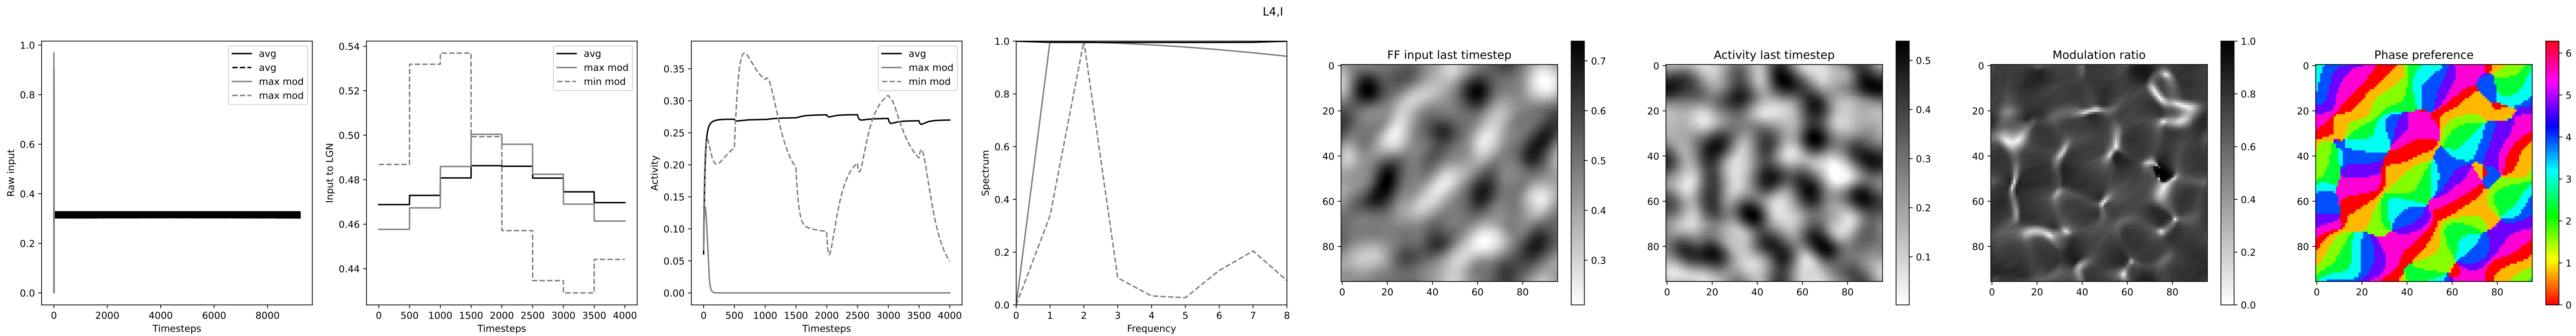 L4,I
Raw input
1.0
0.8
0.6
0.4
0.2
0.0
avg
avg
max mod
max mod
0 2000 4000 6000 8000
Timesteps
Input to LGN
0.54
0.52
0.50
0.48
0.46
0.44
avg
max mod
min mod
0 500 1000 1500 2000 2500 3000 3500 4000
Timesteps
Activity
0.35
0.30
0.25
0.20
0.15
0.10
0.05
0.00
avg
max mod
min mod
0 500 1000 1500 2000 2500 3000 3500 4000
Timesteps
Spectrum
1.0
0.8
0.6
0.4
0.2
0.0
0 1 2 3 4 5 6 7 8
Frequency
FF input last timestep
0
20
40
60
80
0 20 40 60 80
0.7
0.6
0.5
0.4
0.3
Activity last timestep
0
20
40
60
80
0 20 40 60 80
0.5
0.4
0.3
0.2
0.1
Modulation ratio
0
20
40
60
80
0 20 40 60 80
1.0
0.8
0.6
0.4
0.2
0.0
Phase preference
0
20
40
60
80
0 20 40 60 80
6
5
4
3
2
1
0